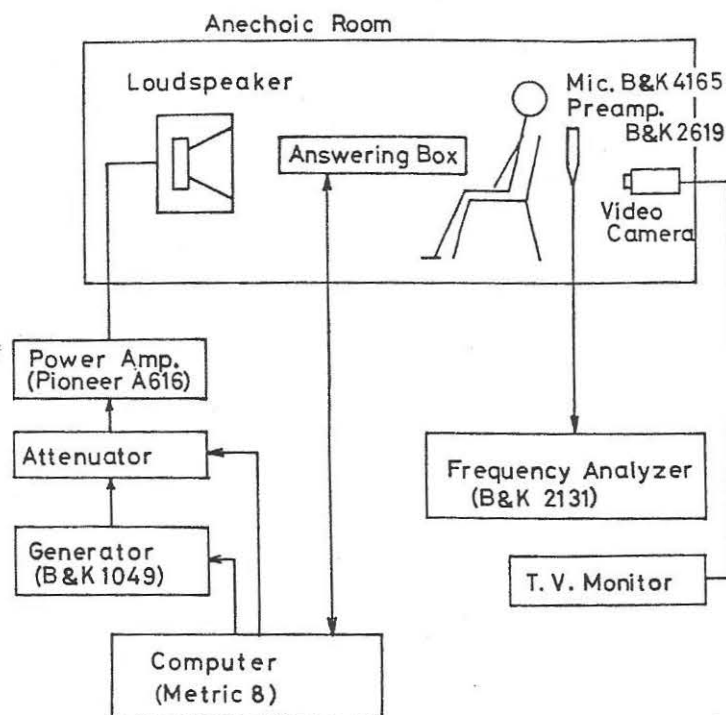 Anechoic Room
Loudspeaker
Mic. B&K 4165
Preamp.
B&K 2619
Answering Box
Video
Camera
Power Amp.
(Pioneer A616)
Attenuator
Frequency Analyzer
(B&K 2131)
Generator
(B&K 1049)
T. V. Monitor
Computer
(Metric 8)